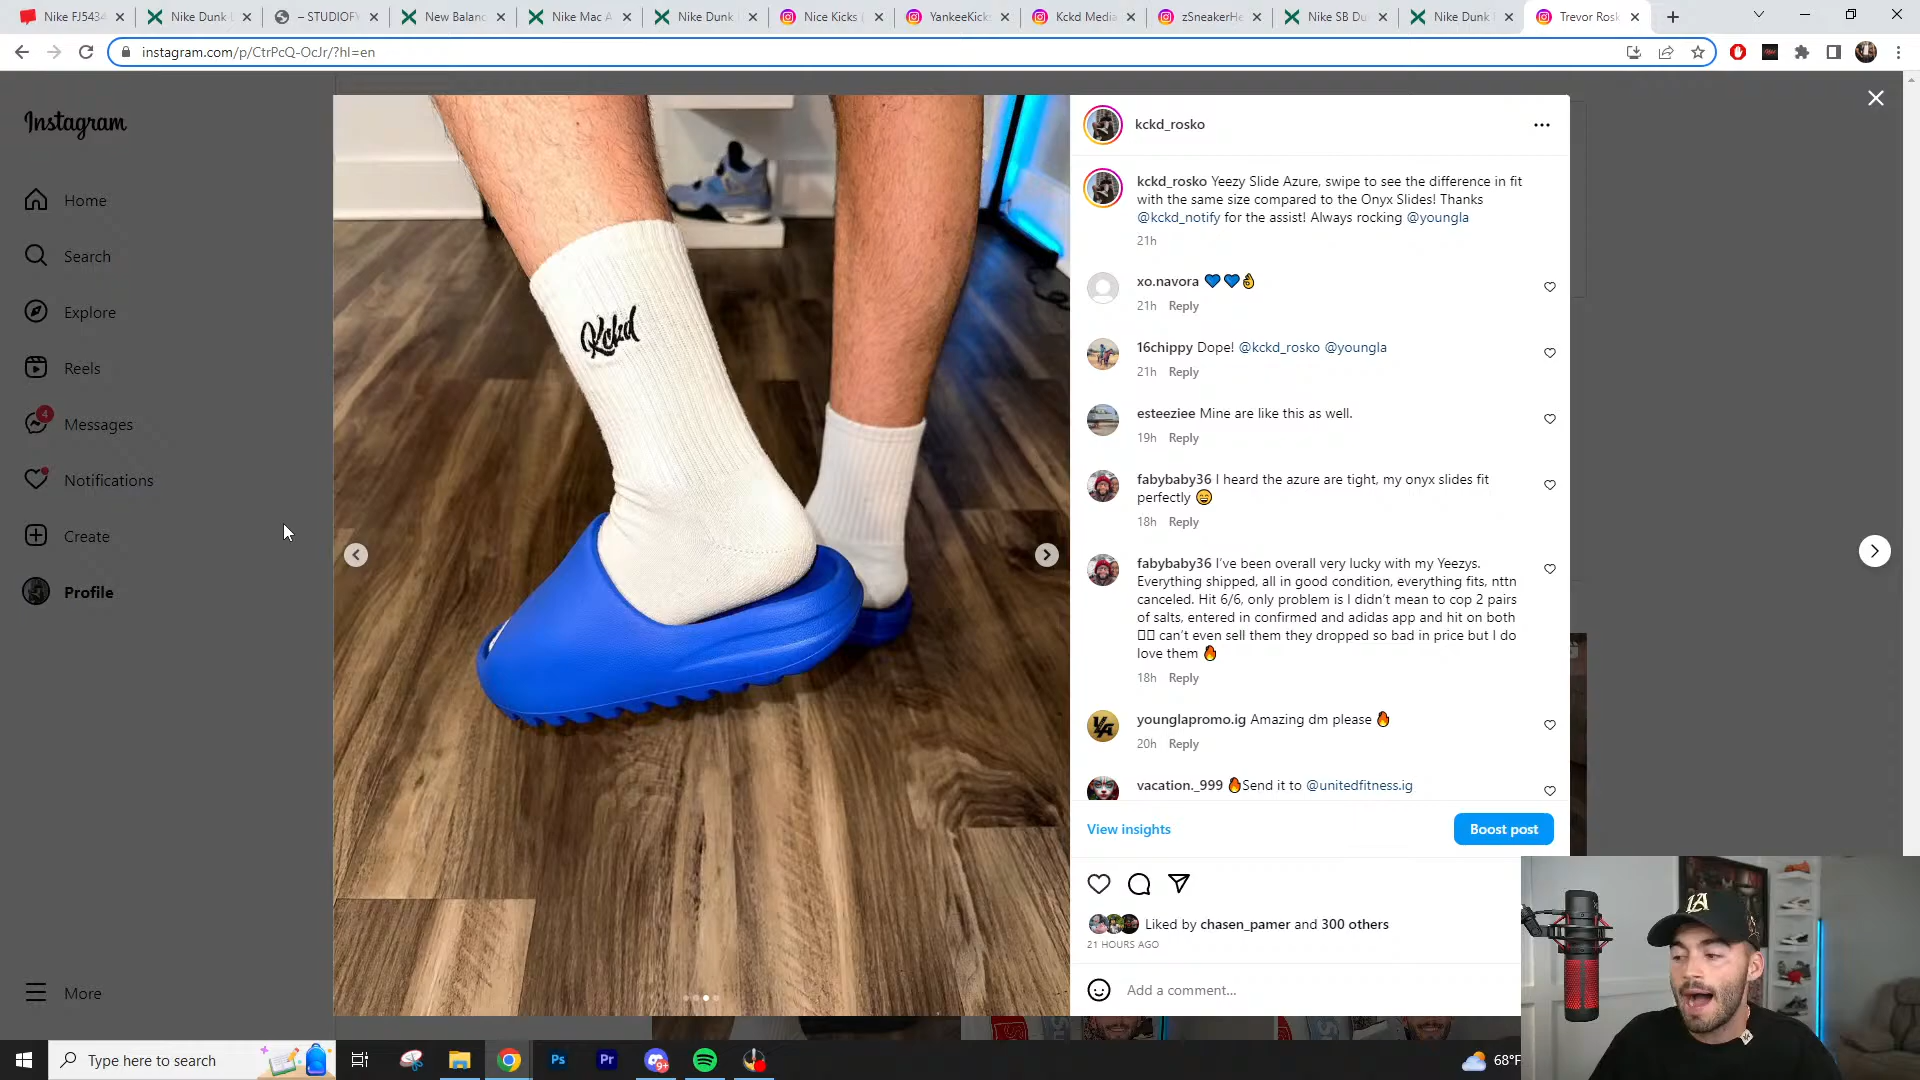 Nike FJ5434
Nike Dunk L
– STUDIOFY
New Balanc
Nike Mac A
Nike Dunk
Nice Kicks
YankeeKick
Kckd Media
zSneakerHe
Nike SB Du
Nike Dunk
Trevor Rosk
instagram.com/p/CtrPcQ-OcJr/?hl=en
Instagram
Home
Search
Explore
Reels
4
Messages
Notifications
Create
Profile
More
Kckd
kckd_rosko
kckd_rosko Yeezy Slide Azure, swipe to see the difference in fit
with the same size compared to the Onyx Slides! Thanks
@kckd_notify for the assist! Always rocking @youngla
21h
xo.navora 💙💙👌
21h Reply
16chippy Dope! @kckd_rosko @youngla
21h Reply
esteeziee Mine are like this as well.
19h Reply
fabybaby36 I heard the azure are tight, my onyx slides fit
perfectly 😄
18h Reply
fabybaby36 I've been overall very lucky with my Yeezys.
Everything shipped, all in good condition, everything fits, nttn
canceled. Hit 6/6, only problem is I didn't mean to cop 2 pairs
of salts, entered in confirmed and adidas app and hit on both
can't even sell them they dropped so bad in price but I do
love them 🔥
18h Reply
younglapromo.ig Amazing dm please 🔥
20h Reply
vacation._999 🔥Send it to @unitedfitness.ig
View insights
Boost post
Liked by chasen_pamer and 300 others
21 HOURS AGO
Add a comment...
Type here to search
Ps
Pr
9+
68°F